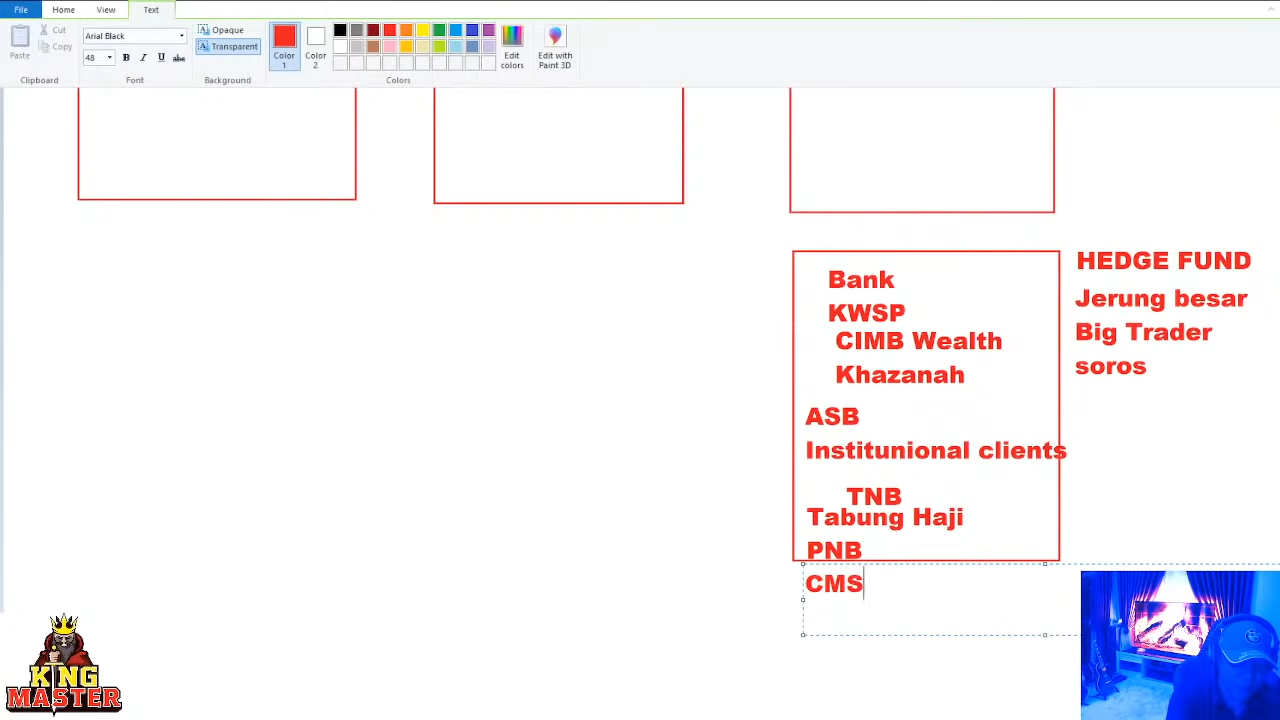 File Home View Text
Cut
Copy
Paste
Clipboard
Arial Black
48
B I U abc
Font
Opaque
Transparent
Background
Color 1
Color 2
Colors
Edit colors
Edit with Paint 3D
Bank
KWSP
CIMB Wealth
Khazanah
ASB
Institunional clients
TNB
Tabung Haji
PNB
CMS
HEDGE FUND
Jerung besar
Big Trader
soros
KING
MASTER